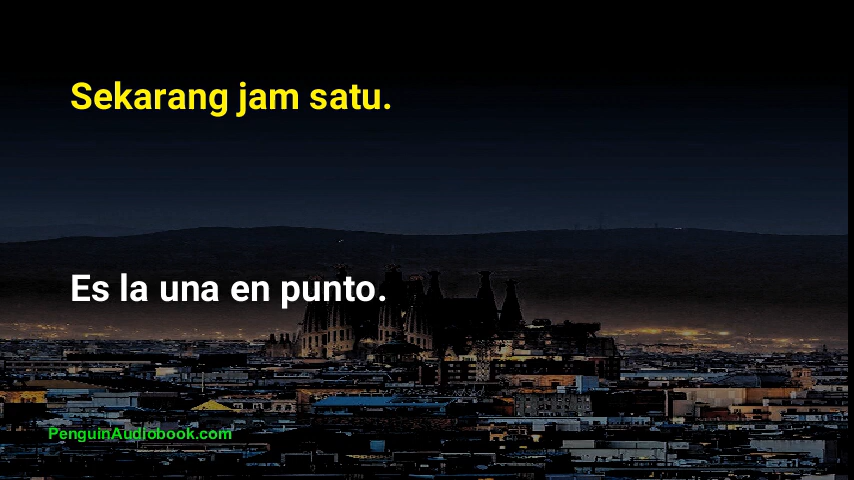 Sekarang jam satu.
Es la una en punto.
PenguinAudiobook.com